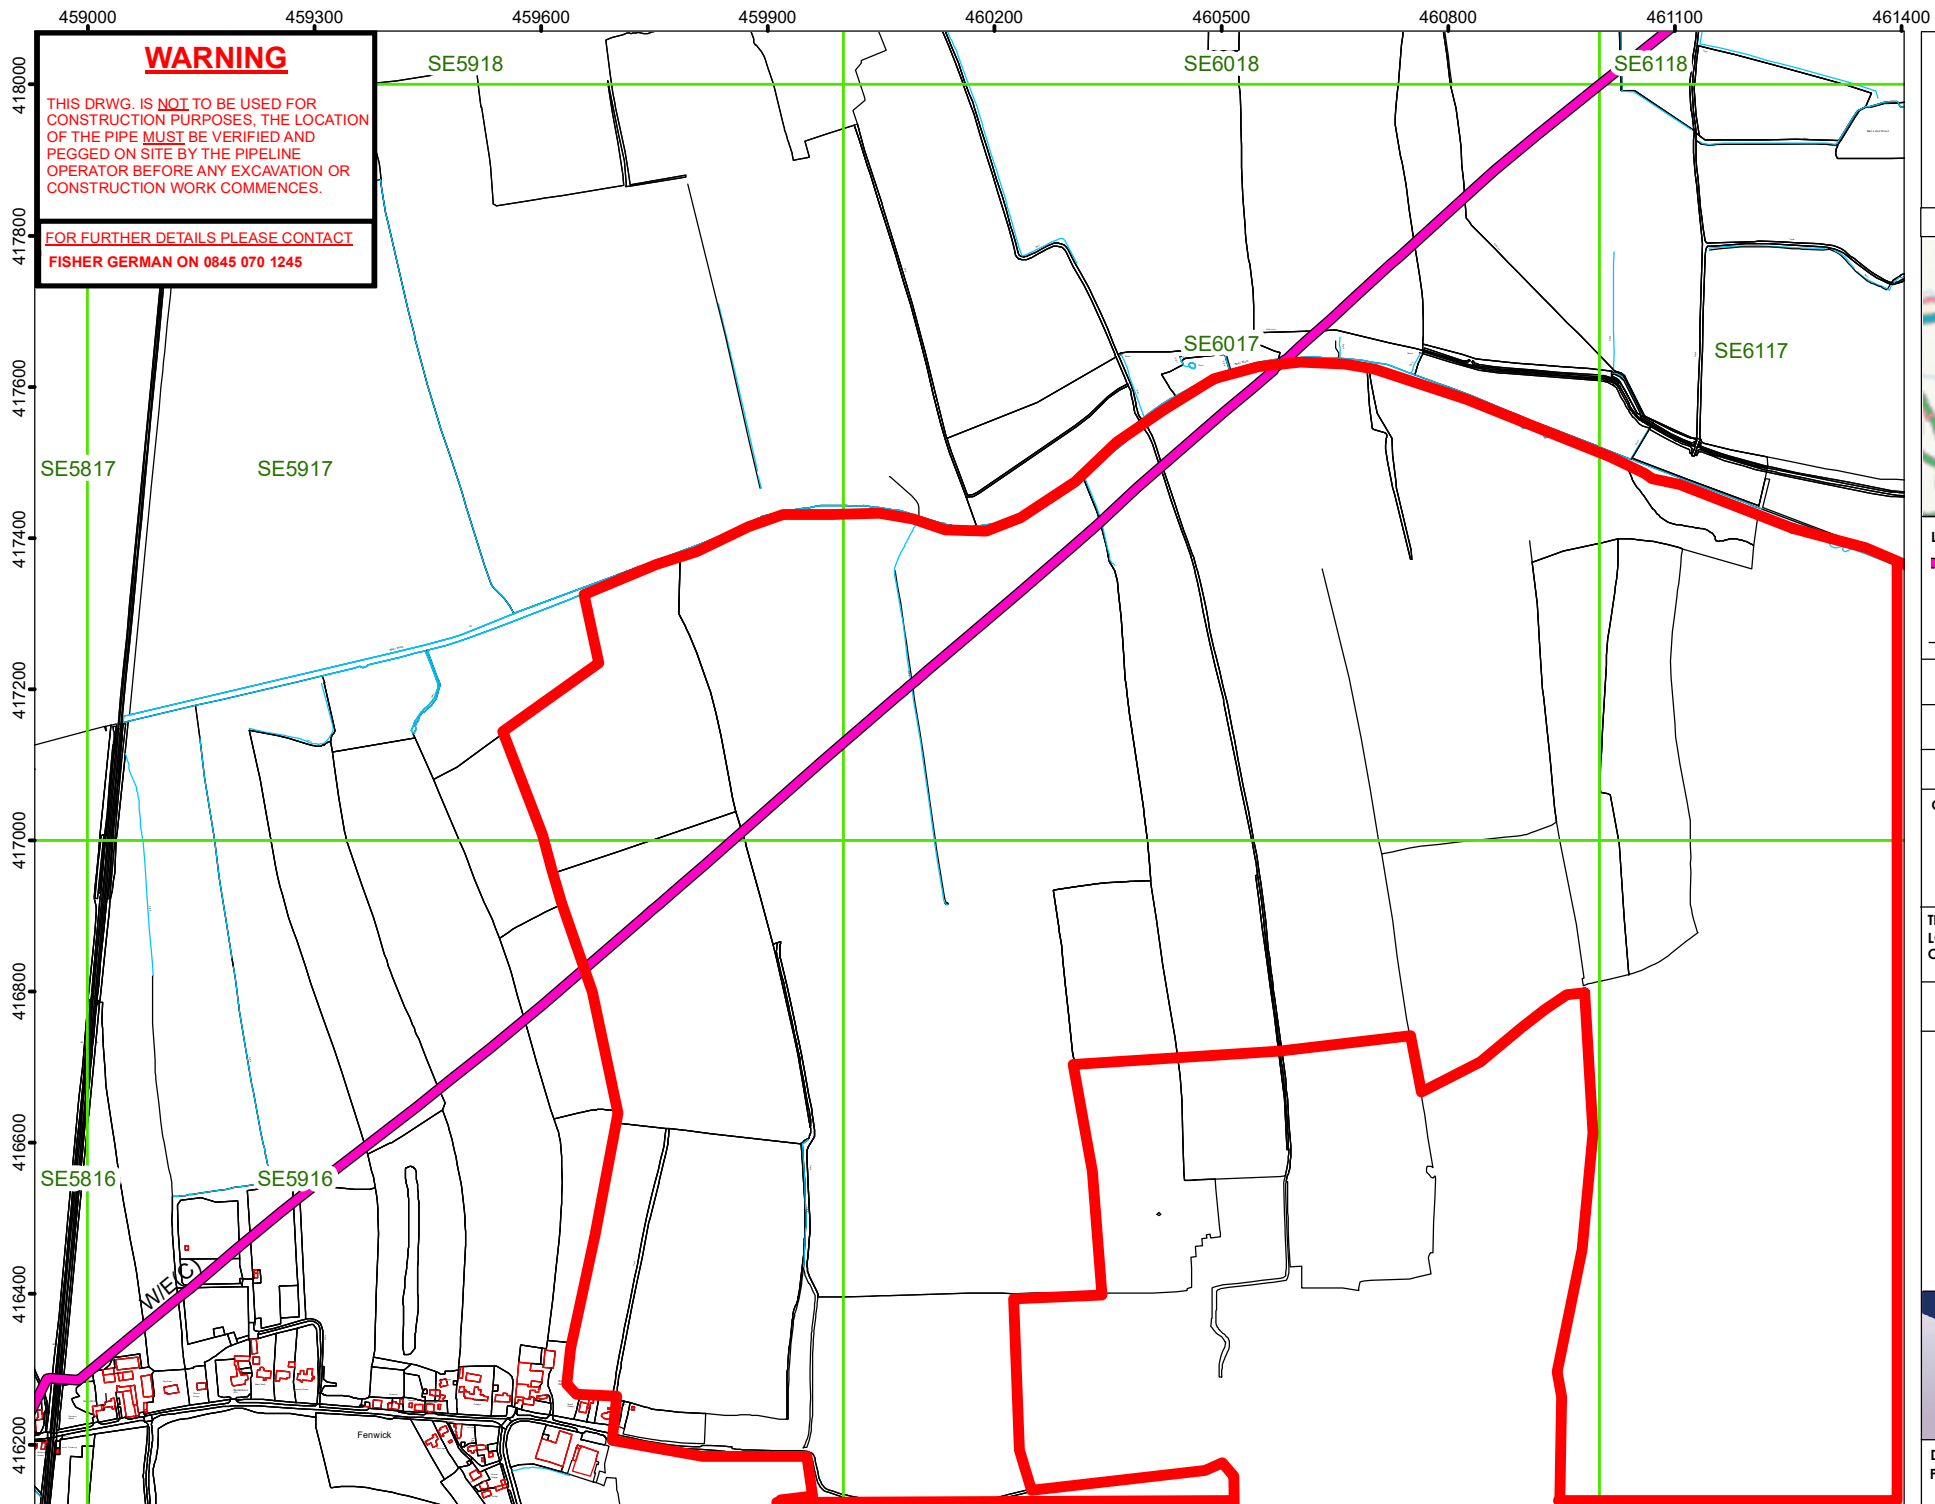 459000 459300 459600 459900 460200 460500 460800 461100 461400
WARNING
THIS DRWG. IS NOT TO BE USED FOR
CONSTRUCTION PURPOSES, THE LOCATION
OF THE PIPE MUST BE VERIFIED AND
PEGGED ON SITE BY THE PIPELINE
OPERATOR BEFORE ANY EXCAVATION OR
CONSTRUCTION WORK COMMENCES.
FOR FURTHER DETAILS PLEASE CONTACT
FISHER GERMAN ON 0845 070 1245
SE5918 SE6018 SE6118
418000
417800
SE6017 SE6117
417600
SE5817 SE5917
417400
417200
417000
416800
416600
SE5816 SE5916
W/E(C)
416400
Fenwick
416200